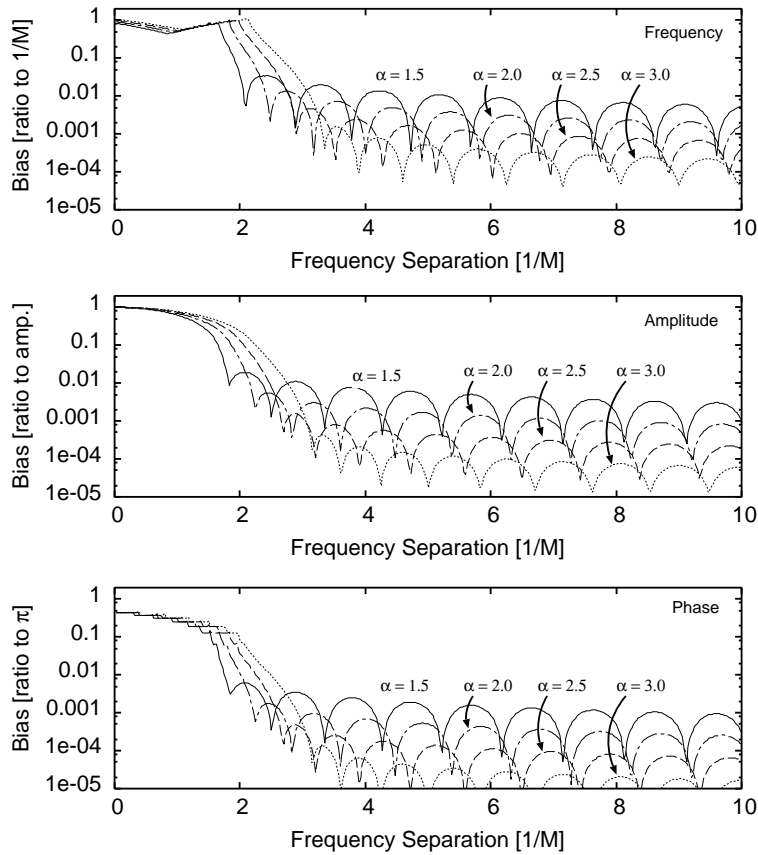 Bias [ratio to 1/M]
1
0.1
0.01
0.001
1e-04
1e-05
Frequency
α = 1.5
α = 2.0
α = 2.5
α = 3.0
0 2 4 6 8 10
Frequency Separation [1/M]
Bias [ratio to amp.]
1
0.1
0.01
0.001
1e-04
1e-05
Amplitude
α = 1.5
α = 2.0
α = 2.5
α = 3.0
0 2 4 6 8 10
Frequency Separation [1/M]
Bias [ratio to π]
1
0.1
0.01
0.001
1e-04
1e-05
Phase
α = 1.5
α = 2.0
α = 2.5
α = 3.0
0 2 4 6 8 10
Frequency Separation [1/M]